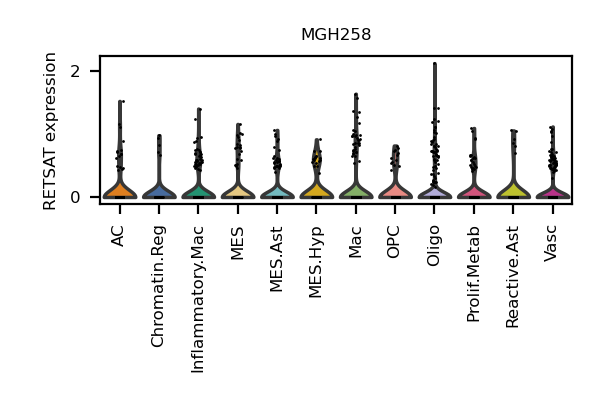 MGH258
RETSAT expression
2
0
AC
Chromatin.Reg
Inflammatory.Mac
MES
MES.Ast
MES.Hyp
Mac
OPC
Oligo
Prolif.Metab
Reactive.Ast
Vasc